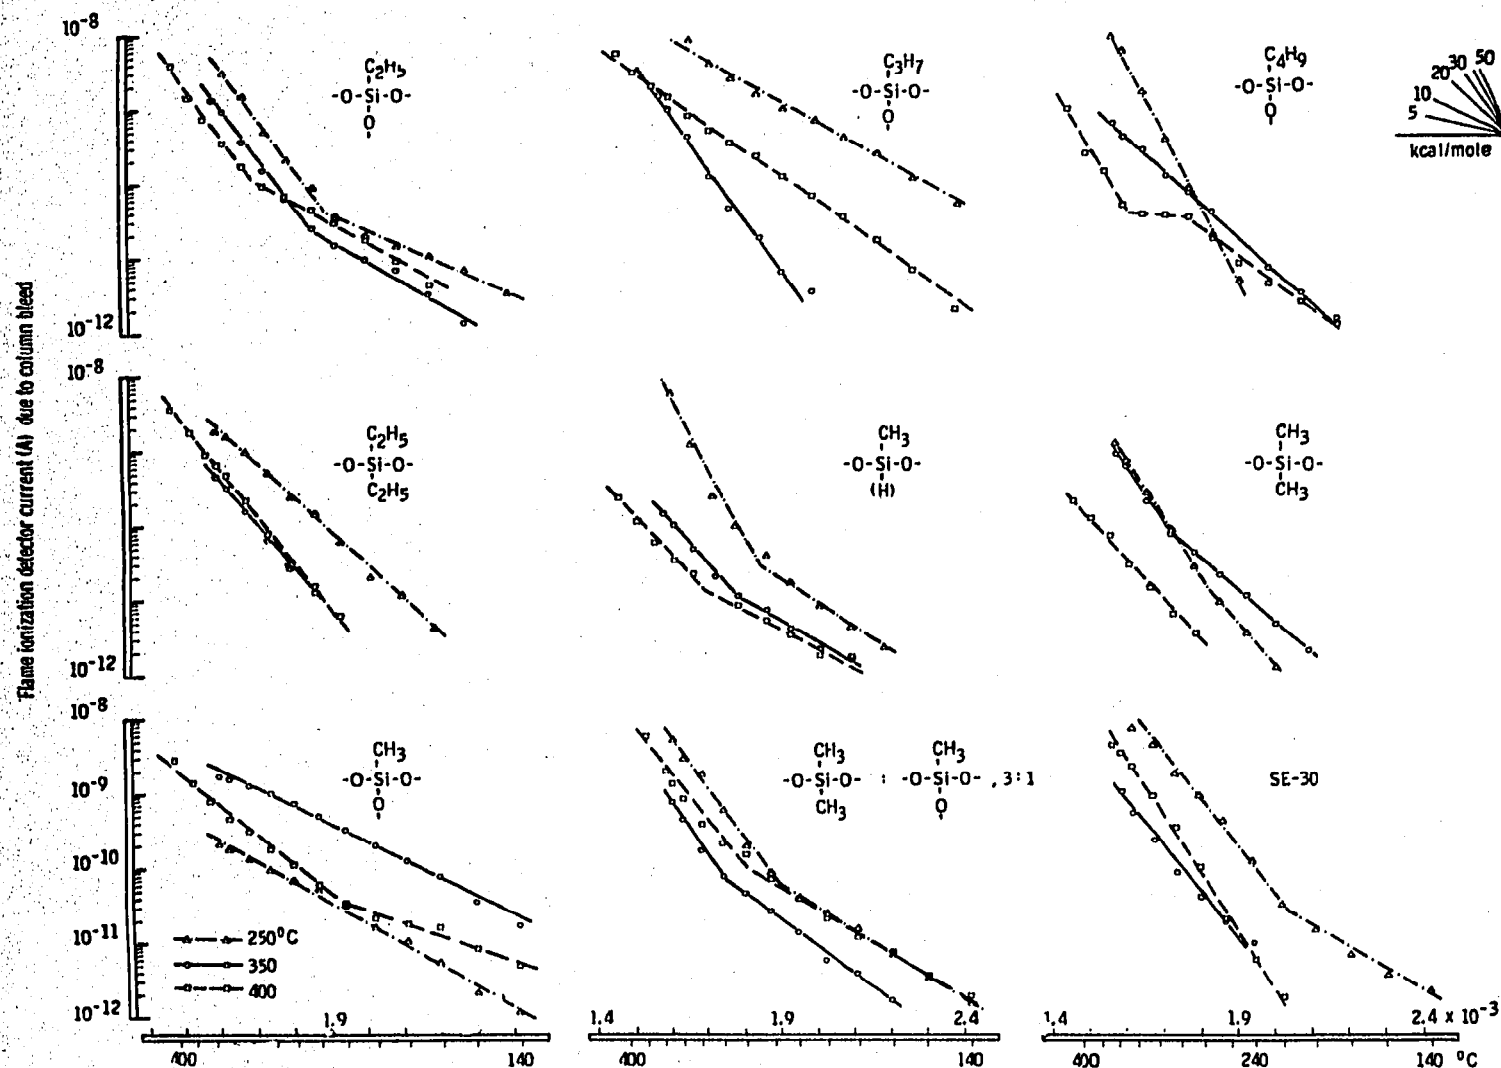 10-8
C2H5
-O-Si-O-
O
C3H7
-O-Si-O-
O
C4H9
-O-Si-O-
O
50
30
20
10
5
kcal/mole
10-12
Flame ionization detector current (A) due to column bleed
10-8
C2H5
-O-Si-O-
C2H5
CH3
-O-Si-O-
(H)
CH3
-O-Si-O-
CH3
10-12
10-8
CH3
-O-Si-O-
O
CH3
-O-Si-O-
CH3
:
CH3
-O-Si-O-
O
, 3:1
SE-30
10-9
10-10
10-11
250⁰C
350
400
10-12
1.9
1.4
1.9
2.4
1.4
1.9
2.4 x 10-3
400
140
400
140
400
240
140 ⁰C